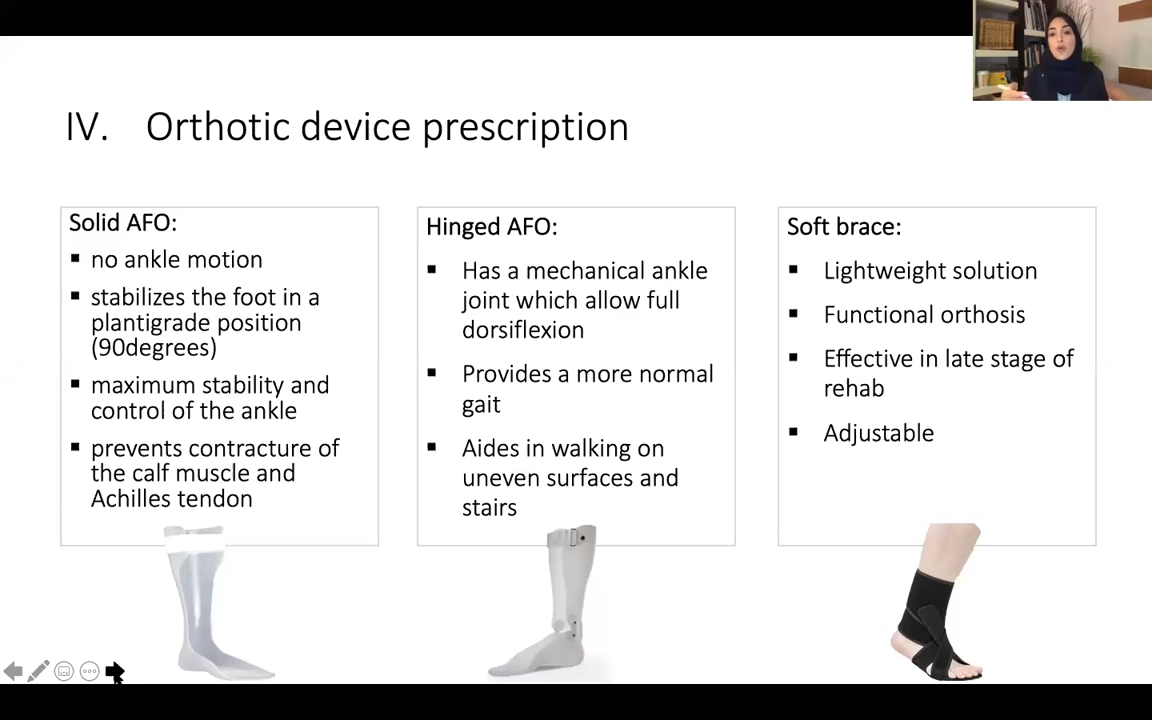 IV. Orthotic device prescription
Solid AFO:
▪ no ankle motion
▪ stabilizes the foot in a
plantigrade position
(90degrees)
▪ maximum stability and
control of the ankle
▪ prevents contracture of
the calf muscle and
Achilles tendon
Hinged AFO:
▪ Has a mechanical ankle
joint which allow full
dorsiflexion
▪ Provides a more normal
gait
▪ Aides in walking on
uneven surfaces and
stairs
Soft brace:
▪ Lightweight solution
▪ Functional orthosis
▪ Effective in late stage of
rehab
▪ Adjustable